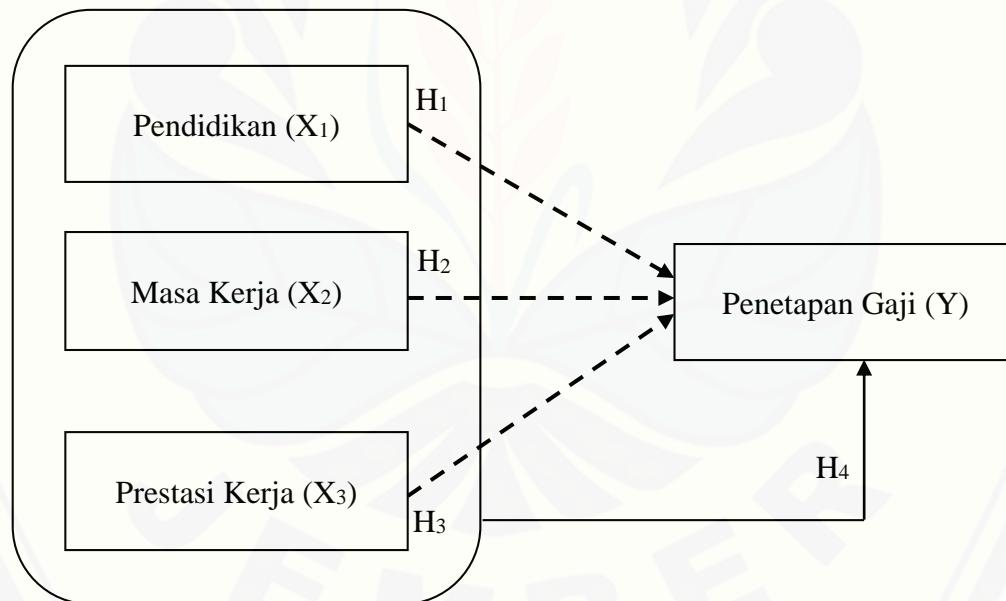 H1
Pendidikan (X1)
H2
Masa Kerja (X2)
Penetapan Gaji (Y)
Prestasi Kerja (X3)
H3
H4